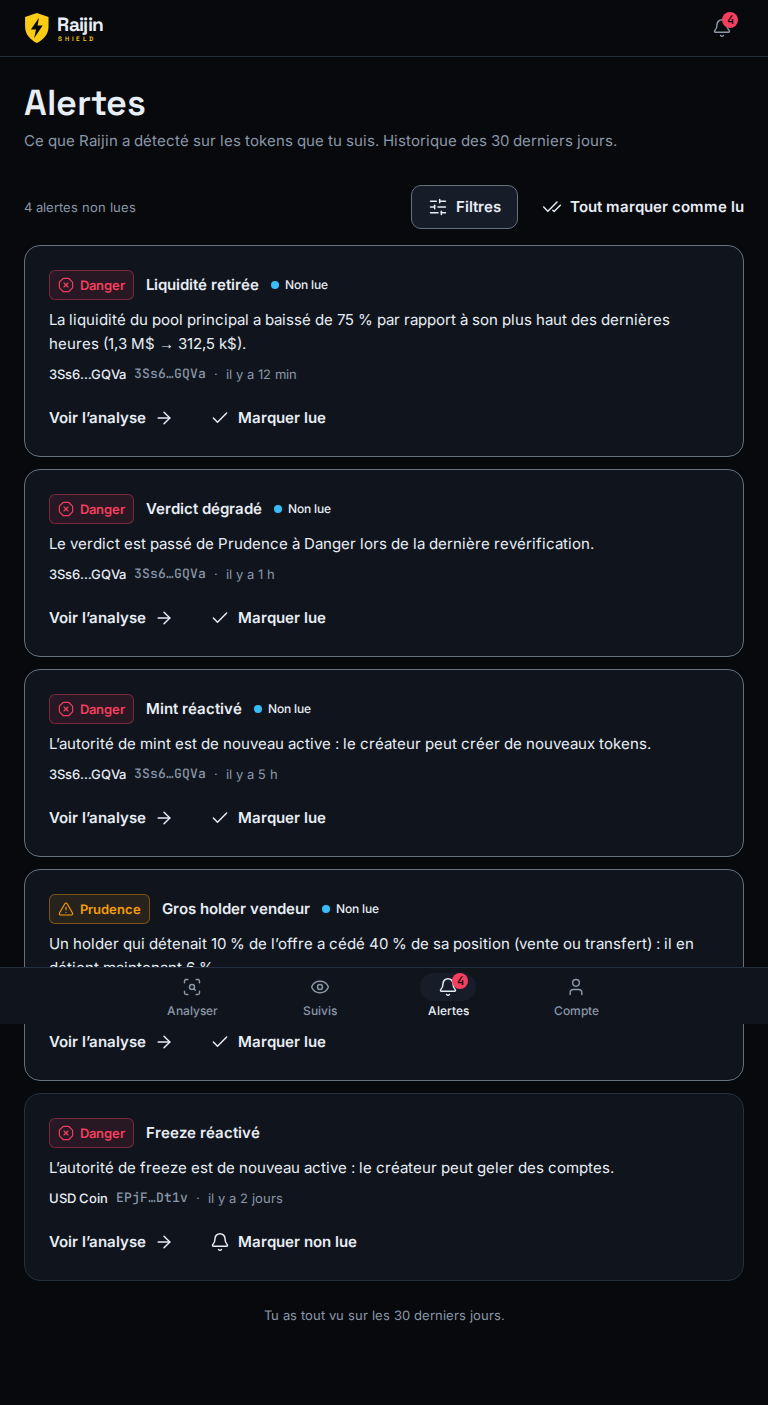 Raijin
SHIELD
4
Alertes
Ce que Raijin a détecté sur les tokens que tu suis. Historique des 30 derniers jours.
4 alertes non lues
Filtres
Tout marquer comme lu
Danger Liquidité retirée Non lue
La liquidité du pool principal a baissé de 75 % par rapport à son plus haut des dernières
heures (1,3 M$ → 312,5 k$).
3Ss6…GQVa 3Ss6…GQVa · il y a 12 min
Voir l’analyse → Marquer lue
Danger Verdict dégradé Non lue
Le verdict est passé de Prudence à Danger lors de la dernière revérification.
3Ss6…GQVa 3Ss6…GQVa · il y a 1 h
Voir l’analyse → Marquer lue
Danger Mint réactivé Non lue
L’autorité de mint est de nouveau active : le créateur peut créer de nouveaux tokens.
3Ss6…GQVa 3Ss6…GQVa · il y a 5 h
Voir l’analyse → Marquer lue
Prudence Gros holder vendeur Non lue
Un holder qui détenait 10 % de l’offre a cédé 40 % de sa position (vente ou transfert) : il en
détient maintenant 6 %
4
Analyser Suivis Alertes Compte
Voir l’analyse → Marquer lue
Danger Freeze réactivé
L’autorité de freeze est de nouveau active : le créateur peut geler des comptes.
USD Coin EPjF…Dt1v · il y a 2 jours
Voir l’analyse → Marquer non lue
Tu as tout vu sur les 30 derniers jours.